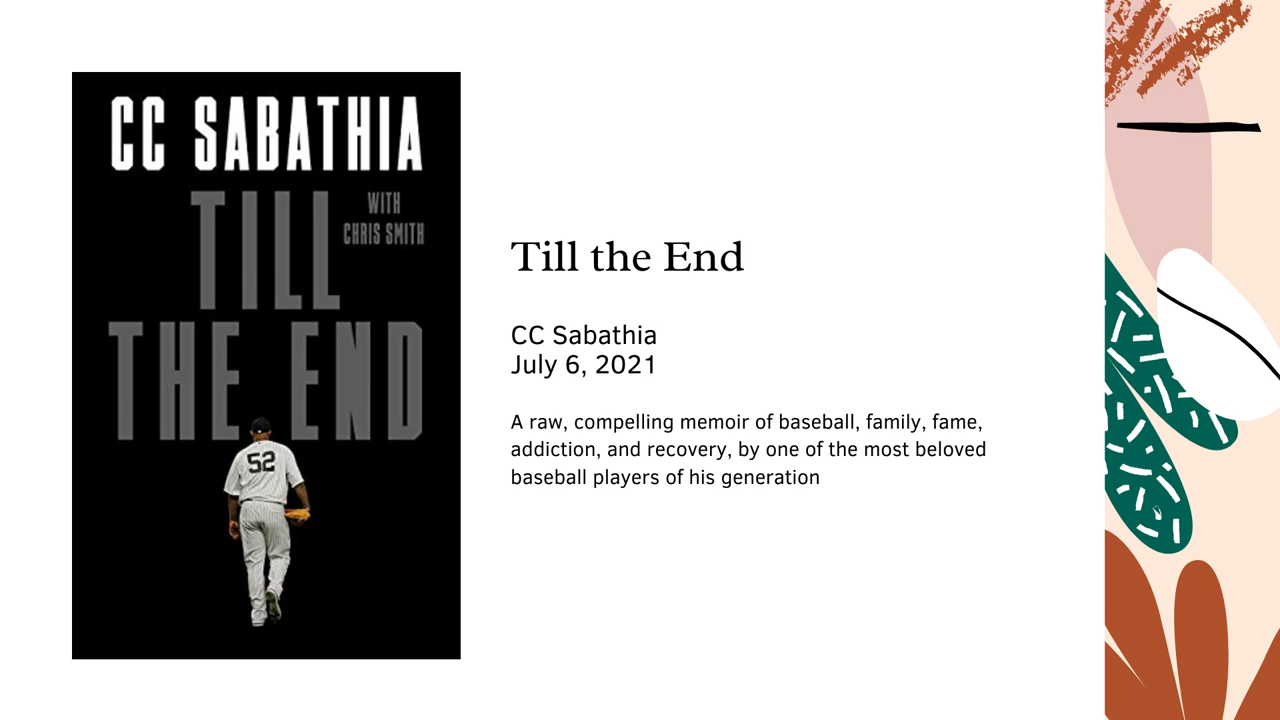 CC SABATHIA
TILL
WITH
CHRIS SMITH
THE END
52
Till the End
CC Sabathia
July 6, 2021
A raw, compelling memoir of baseball, family, fame,
addiction, and recovery, by one of the most beloved
baseball players of his generation